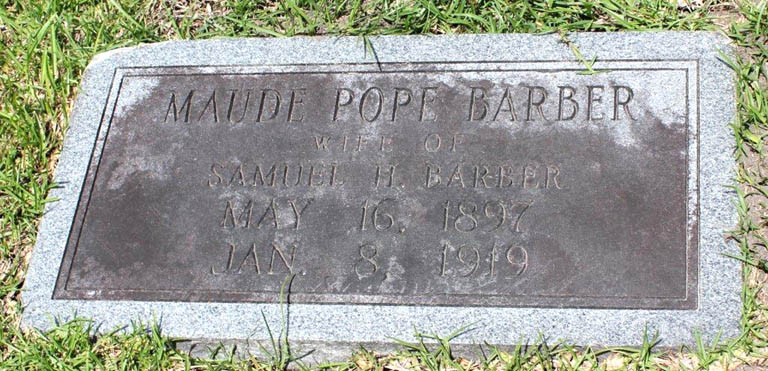 MAUDE POPE BARBER
WIFE OF
SAMUEL H. BARBER
MAY 16, 1897
JAN. 8, 1919